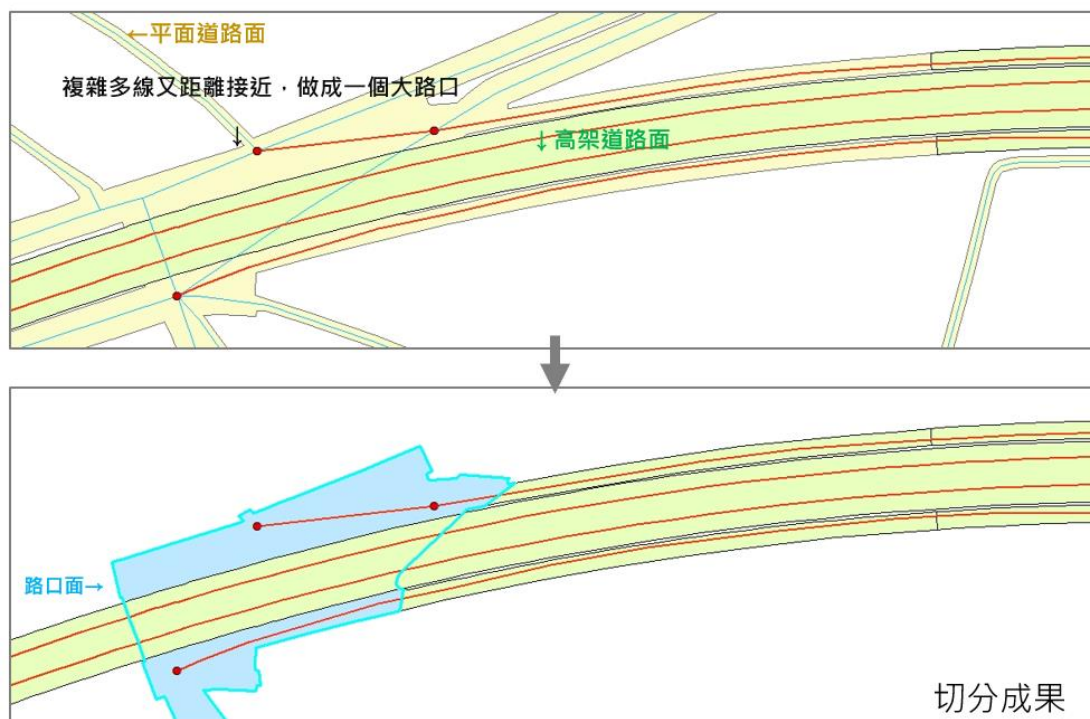 ←平面道路面
複雜多線又距離接近，做成一個大路口
↓
↓高架道路面
路口面→
切分成果